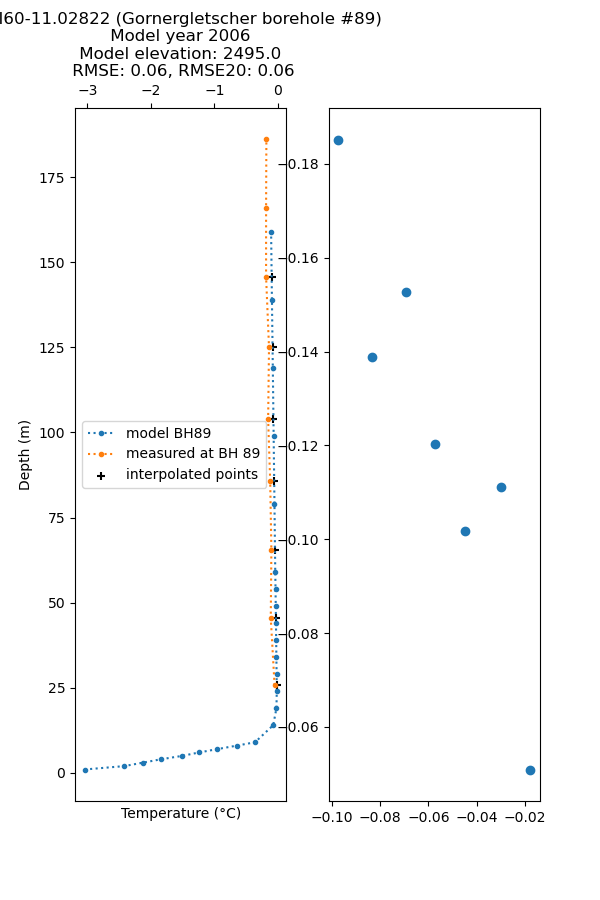 l60-11.02822 (Gornergletscher borehole #89)
Model year 2006
Model elevation: 2495.0
RMSE: 0.06, RMSE20: 0.06
−3 −2 −1 0
175
150
125
100
75
50
25
0
Depth (m)
model BH89
measured at BH 89
interpolated points
Temperature (°C)
−0.18
−0.16
−0.14
−0.12
−0.10
−0.08
−0.06
−0.10 −0.08 −0.06 −0.04 −0.02